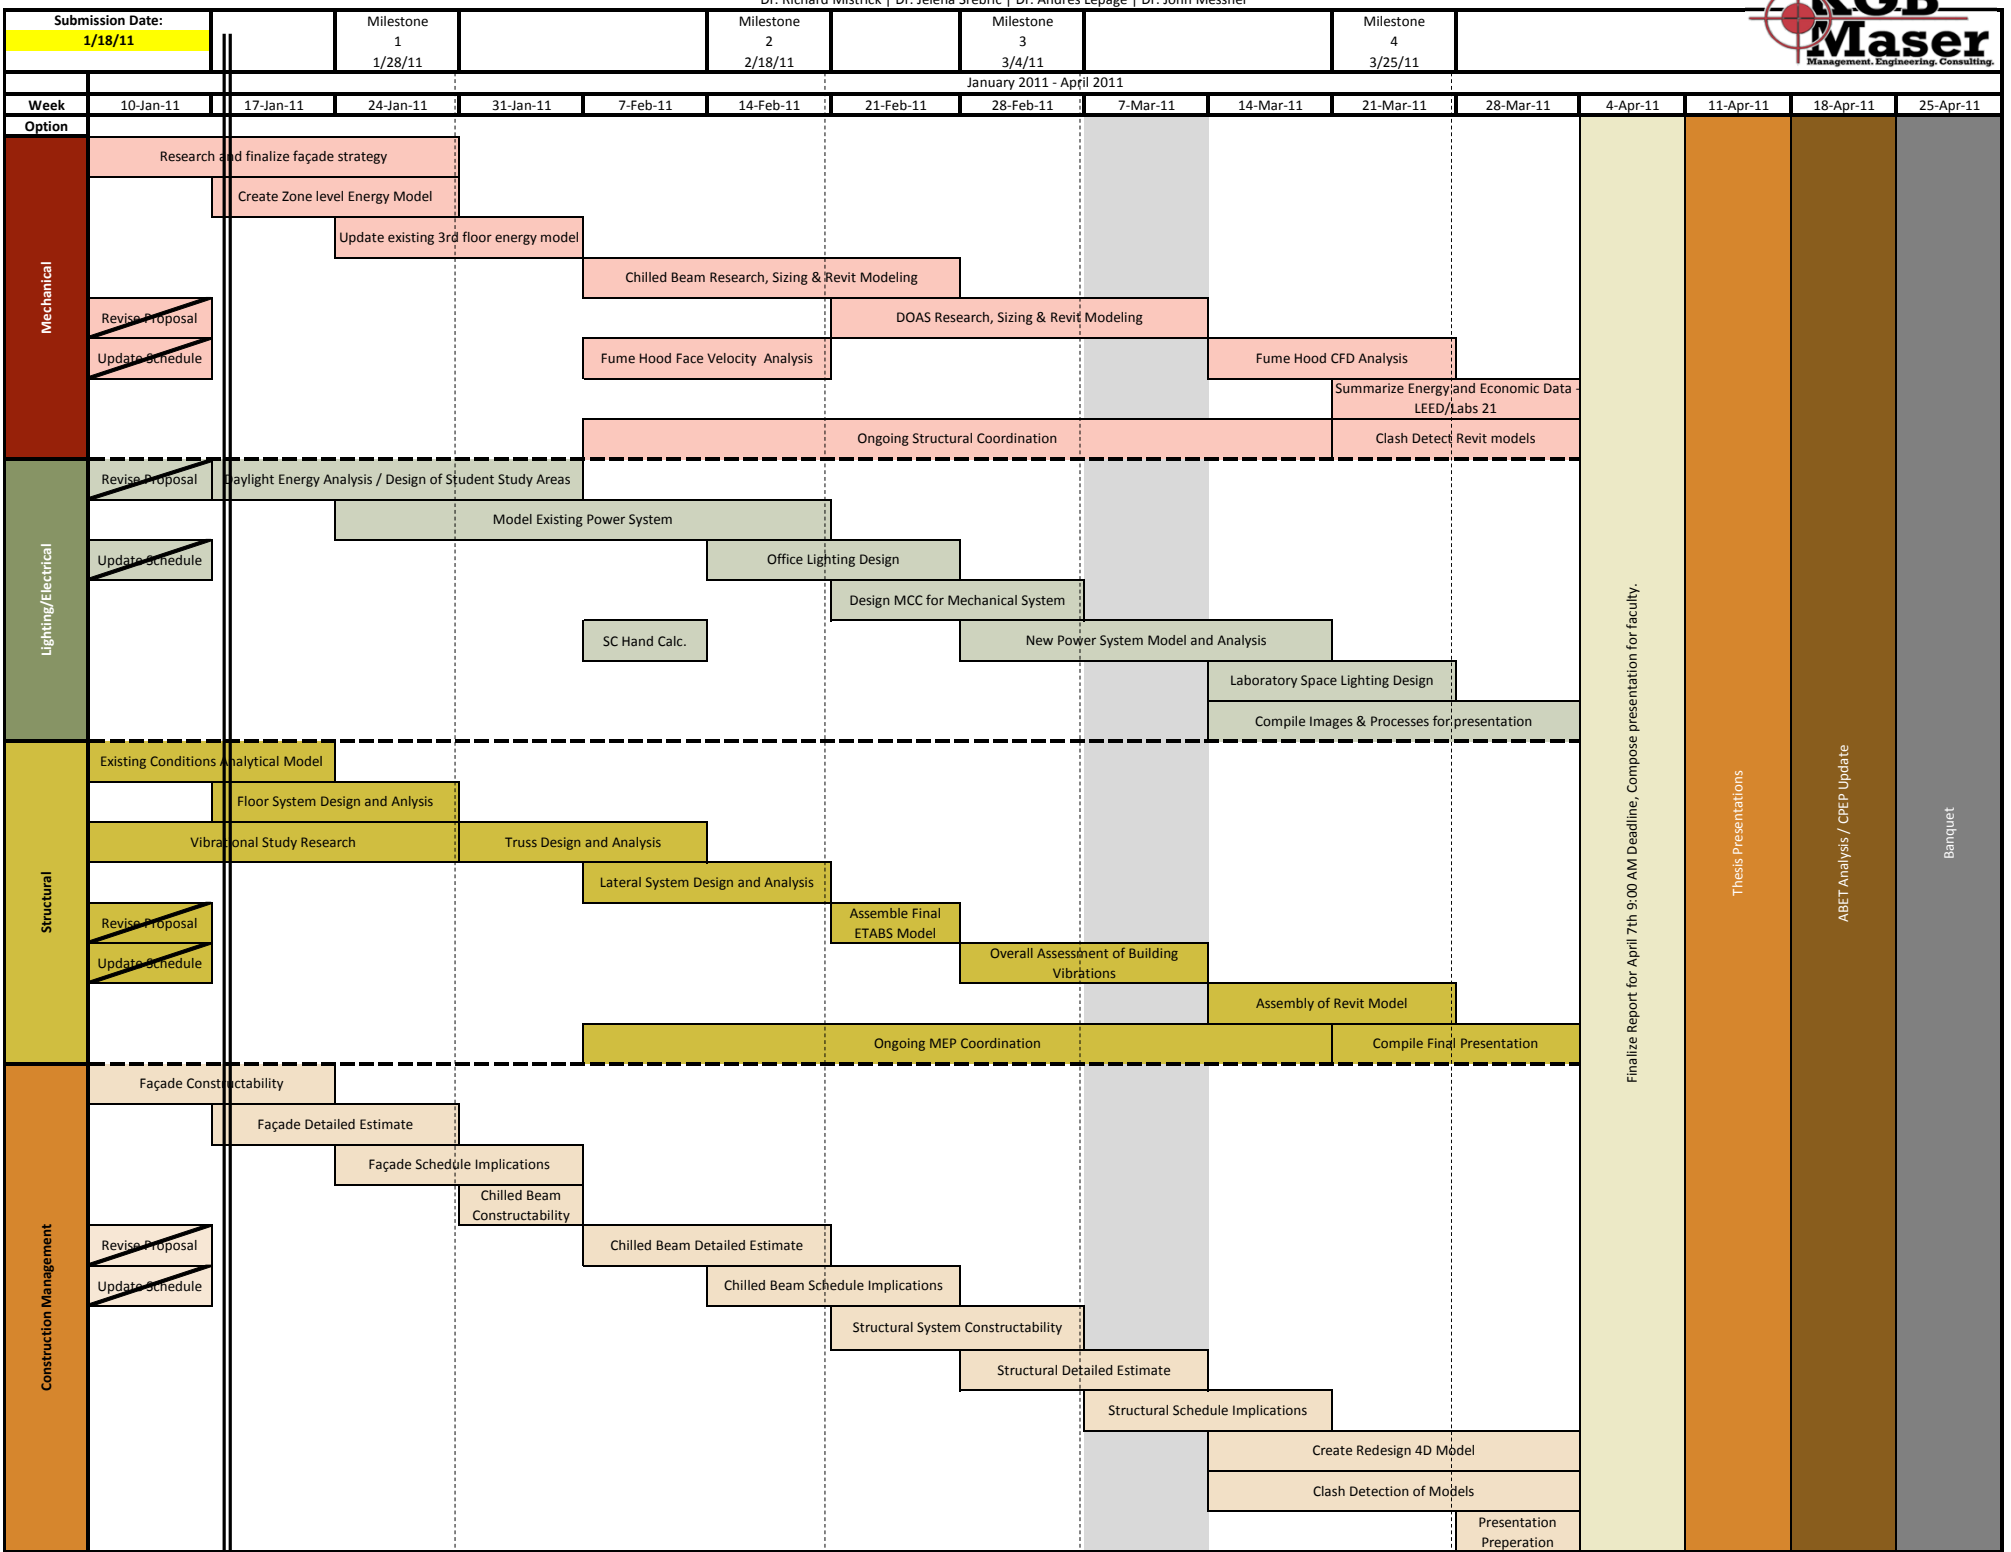 Dr. Richard Mistrick | Dr. Jelena Srebric | Dr. Andres Lepage | Dr. John Messner
KGB
Maser
Management. Engineering. Consulting.
Submission Date:
1/18/11
Milestone
1
1/28/11
Milestone
2
2/18/11
Milestone
3
3/4/11
Milestone
4
3/25/11
January 2011 - April 2011
Week 10-Jan-11 17-Jan-11 24-Jan-11 31-Jan-11 7-Feb-11 14-Feb-11 21-Feb-11 28-Feb-11 7-Mar-11 14-Mar-11 21-Mar-11 28-Mar-11 4-Apr-11 11-Apr-11 18-Apr-11 25-Apr-11
Option
Mechanical
Research and finalize façade strategy
Create Zone level Energy Model
Update existing 3rd floor energy model
Chilled Beam Research, Sizing & Revit Modeling
Revise Proposal
DOAS Research, Sizing & Revit Modeling
Update Schedule
Fume Hood Face Velocity Analysis
Fume Hood CFD Analysis
Summarize Energy and Economic Data -
LEED/Labs 21
Ongoing Structural Coordination
Clash Detect Revit models
Lighting/Electrical
Revise Proposal
Daylight Energy Analysis / Design of Student Study Areas
Model Existing Power System
Update Schedule
Office Lighting Design
Design MCC for Mechanical System
SC Hand Calc.
New Power System Model and Analysis
Laboratory Space Lighting Design
Compile Images & Processes for presentation
Structural
Existing Conditions Analytical Model
Floor System Design and Anlysis
Vibrational Study Research
Truss Design and Analysis
Lateral System Design and Analysis
Revise Proposal
Assemble Final
ETABS Model
Update Schedule
Overall Assessment of Building
Vibrations
Assembly of Revit Model
Ongoing MEP Coordination
Compile Final Presentation
Construction Management
Façade Constructability
Façade Detailed Estimate
Façade Schedule Implications
Chilled Beam
Constructability
Revise Proposal
Chilled Beam Detailed Estimate
Update Schedule
Chilled Beam Schedule Implications
Structural System Constructability
Structural Detailed Estimate
Structural Schedule Implications
Create Redesign 4D Model
Clash Detection of Models
Presentation
Preperation
Finalize Report for April 7th 9:00 AM Deadline, Compose presentation for faculty.
Thesis Presentations
ABET Analysis / CPEP Update
Banquet